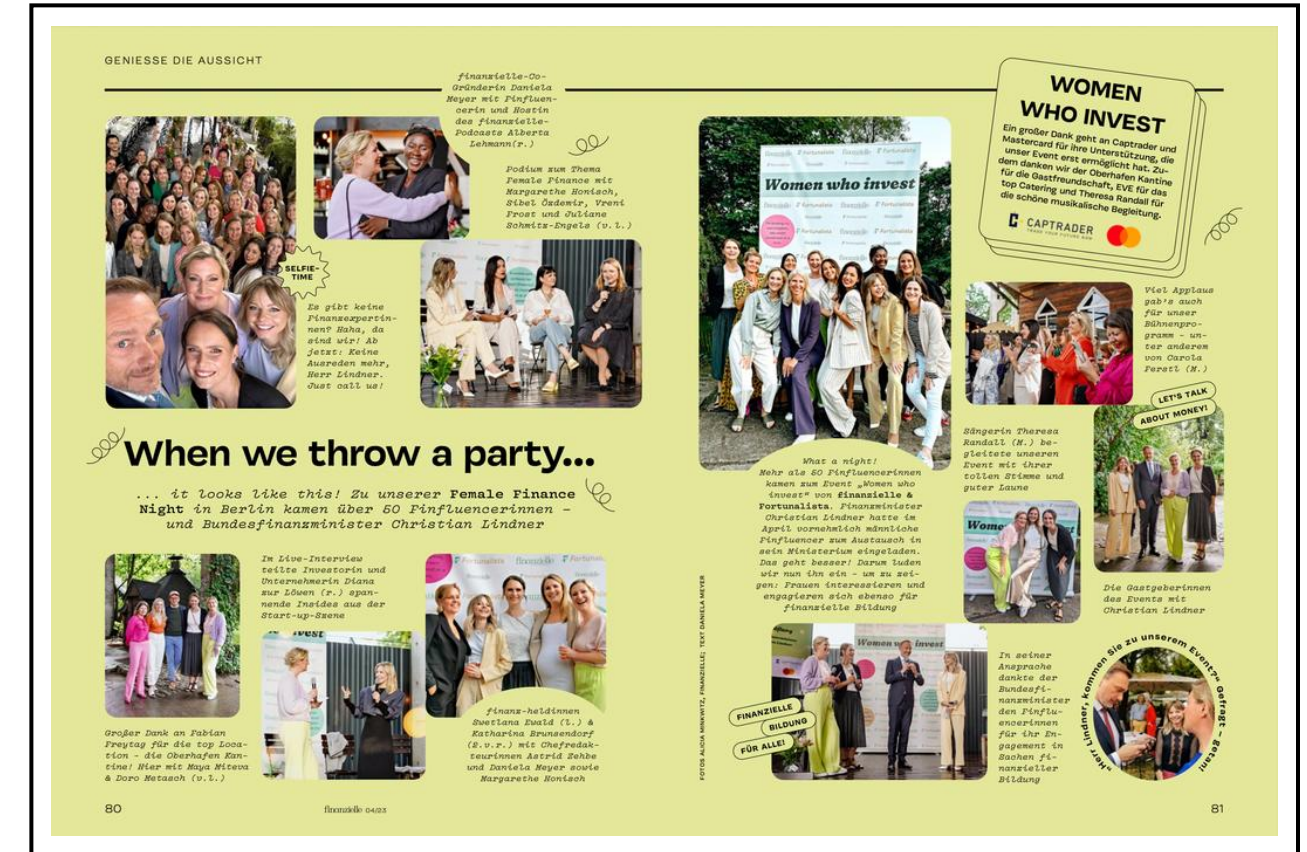 GENIESSE DIE AUSSICHT
finanzielle-Co-
Gründerin Daniela
Meyer mit Finfluen-
cerin und Hostin
des finanzielle-
Podcasts Alberta
Lehmann(r.)
Podium zum Thema
Female Finance mit
Margarethe Honisch,
Sibel Özdemir, Vreni
Frost und Juliane
Schmitz-Engels (v.l.)
SELFIE-
TIME
Es gibt keine
Finanzexpertin-
nen? Haha, da
sind wir! Ab
jetzt: Keine
Ausreden mehr,
Herr Lindner.
Just call us!
When we throw a party...
... it looks like this! Zu unserer Female Finance
Night in Berlin kamen über 50 Finfluencerinnen –
und Bundesfinanzminister Christian Lindner
Im Live-Interview
teilte Investorin und
Unternehmerin Diana
zur Löwen (r.) span-
nende Insides aus der
Start-up-Szene
invest
finanzielle
Fortunalista
Großer Dank an Fabian
Freytag für die top Loca-
tion - die Oberhafen Kan-
tine! Hier mit Maya Miteva
& Doro Metasch (v.l.)
finanz-heldinnen
Swetlana Ewald (l.) &
Katharina Brunsendorf
(2.v.r.) mit Chefredak-
teurinnen Astrid Zehbe
und Daniela Meyer sowie
Margarethe Honisch
80
finanzielle 04/23
Fortunalista
Women who invest
WOMEN
WHO INVEST
Ein großer Dank geht an Captrader und
Mastercard für ihre Unterstützung, die
unser Event erst ermöglicht hat. Zu-
dem danken wir der Oberhafen Kantine
für die Gastfreundschaft, EVE für das
top Catering und Theresa Randall für
die schöne musikalische Begleitung.
CAPTRADER
TRADE YOUR FUTURE NOW
Viel Applaus
gab's auch
für unser
Bühnenpro-
gramm – un-
ter anderem
von Carola
Ferstl (M.)
LET'S TALK
ABOUT MONEY!
Sängerin Theresa
Randall (M.) be-
gleitete unseren
Event mit ihrer
tollen Stimme und
guter Laune
What a night!
Mehr als 50 Finfluencerinnen
kamen zum Event „Women who
invest“ von finanzielle &
Fortunalista. Finanzminister
Christian Lindner hatte im
April vornehmlich männliche
Finfluencer zum Austausch in
sein Ministerium eingeladen.
Das geht besser! Darum luden
wir nun ihn ein – um zu zei-
gen: Frauen interessieren und
engagieren sich ebenso für
finanzielle Bildung
Die Gastgeberinnen
des Events mit
Christian Lindner
FOTOS ALICIA MINKWITZ, FINANZIELLE; TEXT DANIELA MEYER
Women who invest
FINANZIELLE
BILDUNG
FÜR ALLE!
In seiner
Ansprache
dankte der
Bundesfi-
nanzminister
den Finflu-
encerinnen
für ihr En-
gagement in
Sachen fi-
nanzieller
Bildung
„Herr Lindner, kommen Sie zu unserem Event?“ Gefragt – getan!
81